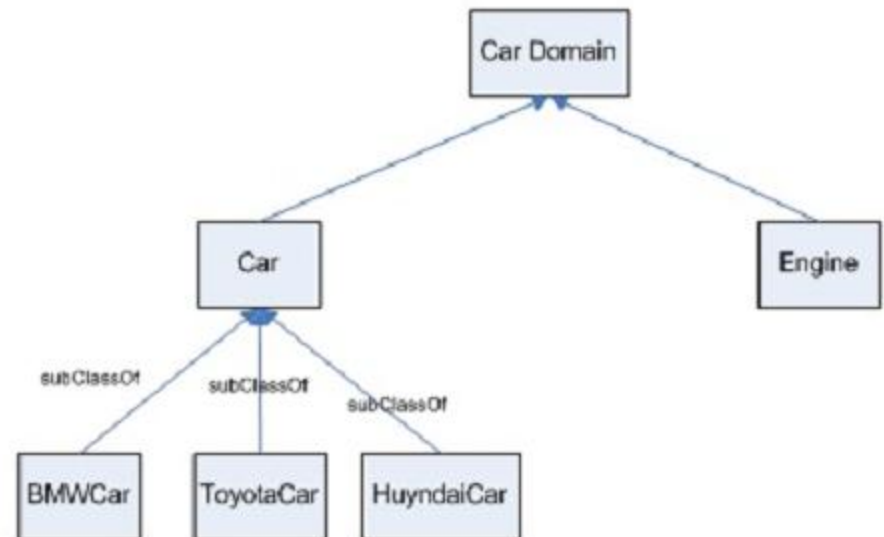 Car Domain
Car
Engine
subClassOf
subClassOf
subClassOf
BMWCar
ToyotaCar
HuyndaiCar